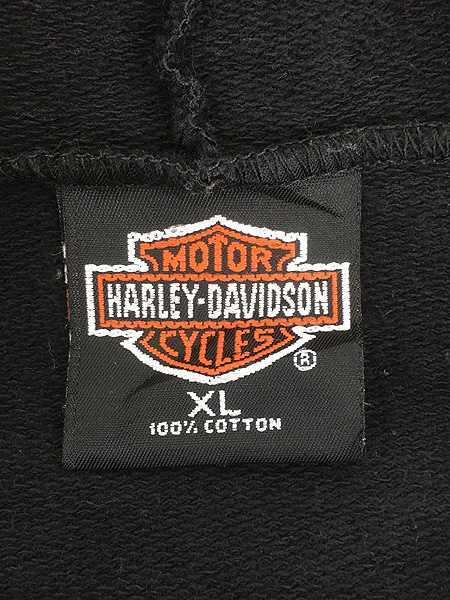 MOTOR
HARLEY-DAVIDSON
CYCLES
®
XL
100% COTTON